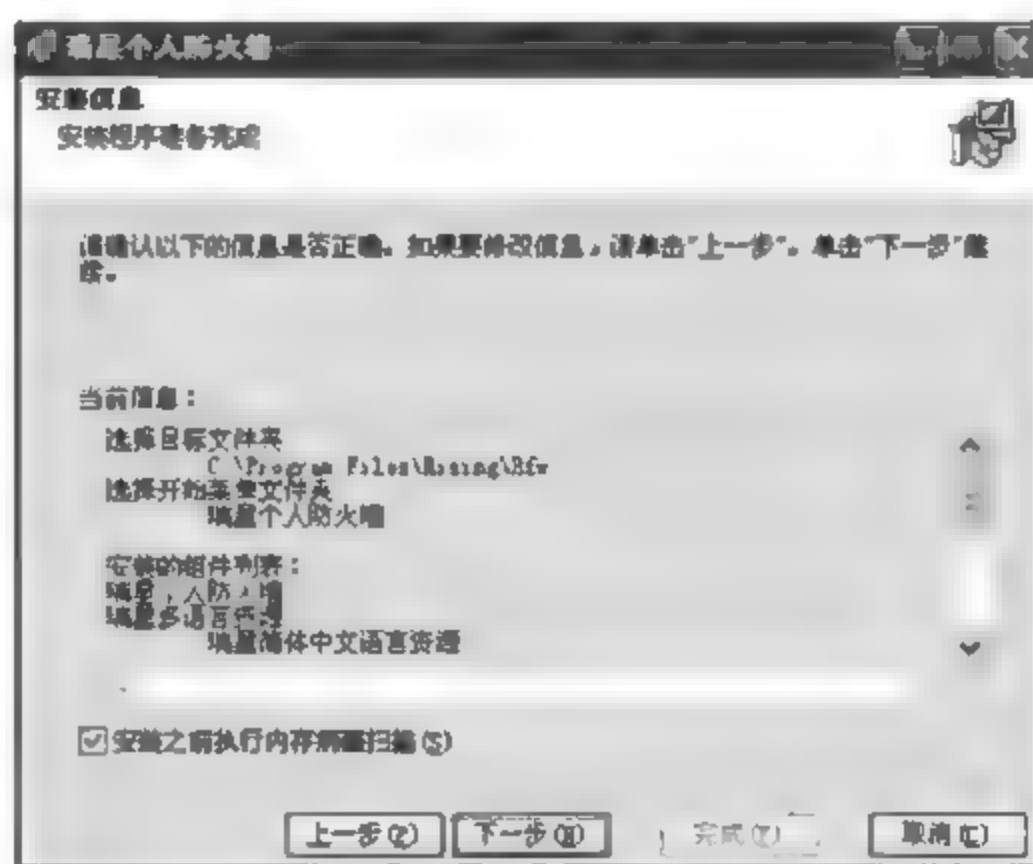 瑞星个人防火墙
安装信息
安装程序准备完成
请确认以下的信息是否正确。如果要修改信息，请单击"上一步"。单击"下一步"继
续。
当前信息：
选择目标文件夹
C:\Program Files\Rising\Rfw
选择开始菜单文件夹
瑞星个人防火墙
安装的组件列表：
瑞星个人防火墙
瑞星多语言资源
瑞星简体中文语言资源
安装之前执行内存病毒扫描(S)
上一步(P)
下一步(N)
完成(F)
取消(C)